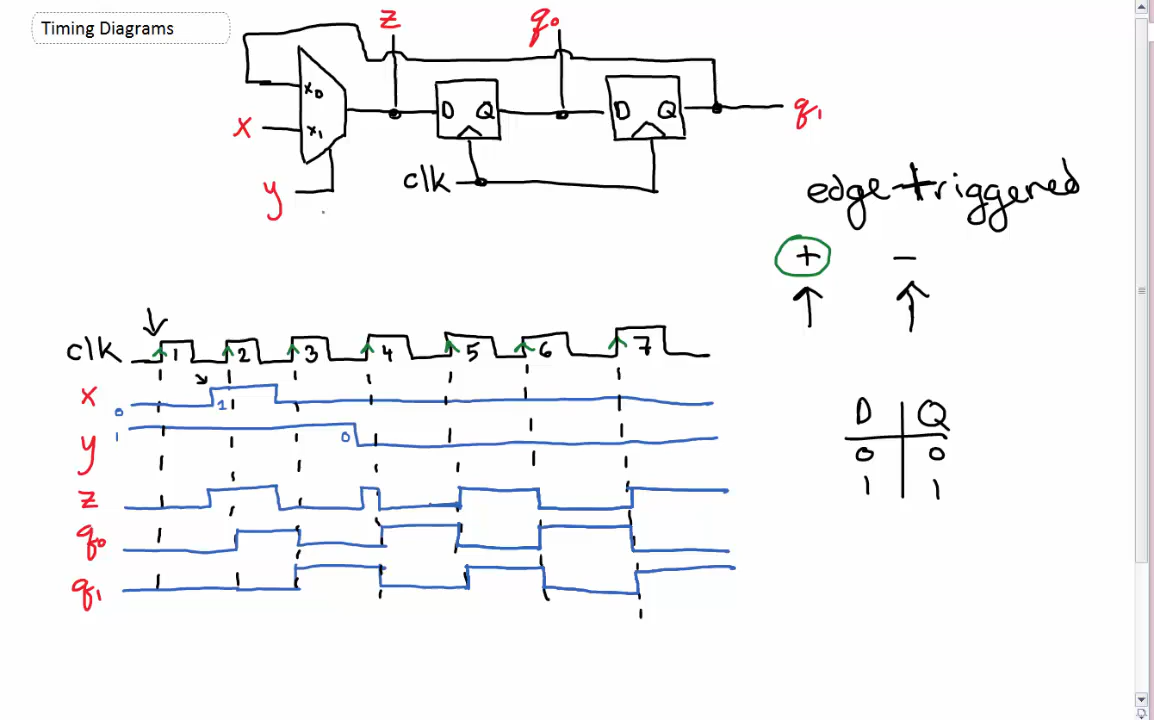 Timing Diagrams
z
q0
x0
D Q
D Q
x
x1
q1
y
clk
edge-triggered
+ −
clk 1 2 3 4 5 6 7
x
0
1
y
1
0
D Q
0 0
1 1
z
q0
q1